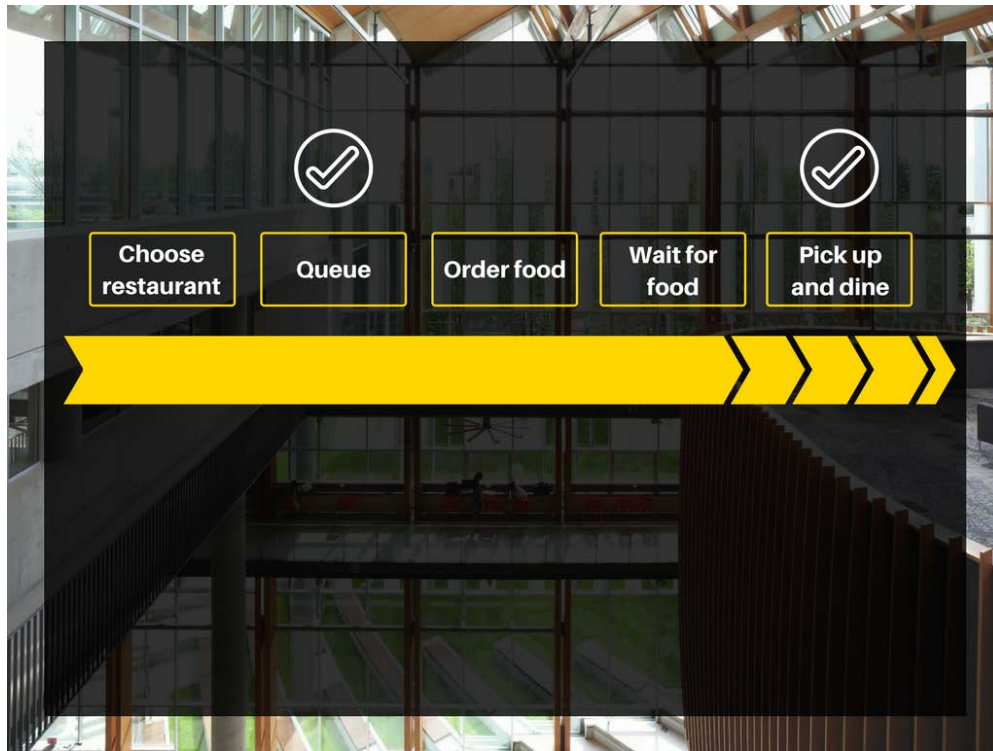 Choose
restaurant
Queue
Order food
Wait for
food
Pick up
and dine